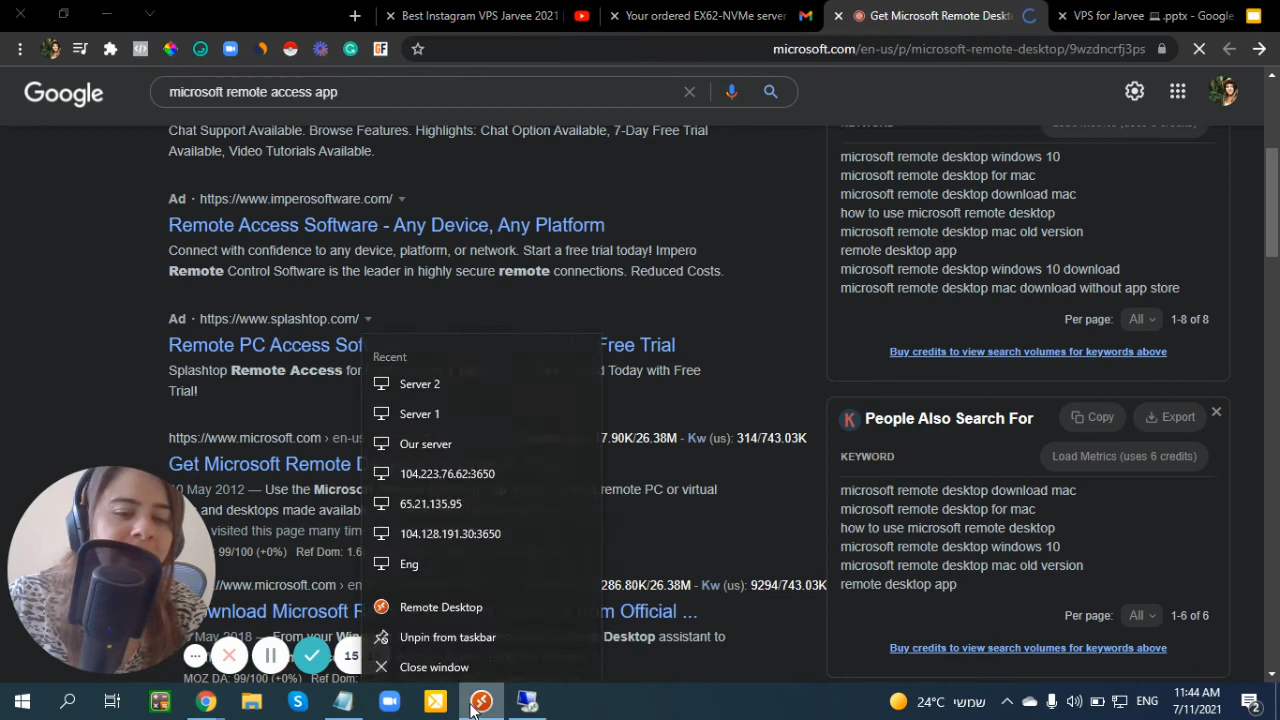 Best Instagram VPS Jarvee 2021
Your ordered EX62-NVMe server
Get Microsoft Remote Deskt
VPS for Jarvee 💻.pptx - Google
microsoft.com/en-us/p/microsoft-remote-desktop/9wzdncrfj3ps
Google
microsoft remote access app
Chat Support Available. Browse Features. Highlights: Chat Option Available, 7-Day Free Trial
Available, Video Tutorials Available.
Ad · https://www.imperosoftware.com/
Remote Access Software - Any Device, Any Platform
Connect with confidence to any device, platform, or network. Start a free trial today! Impero
Remote Control Software is the leader in highly secure remote connections. Reduced Costs.
Ad · https://www.splashtop.com/
Remote PC Access Sof
Free Trial
Splashtop Remote Access for
Today with Free
Trial!
https://www.microsoft.com › en-us
7.90K/26.38M - Kw (us): 314/743.03K
Get Microsoft Remote D
10 May 2012 — Use the Micros
remote PC or virtual
and desktops made availabl
visited this page many tim
99/100 (+0%) Ref Dom: 1.6
www.microsoft.com › en
286.80K/26.38M - Kw (us): 9294/743.03K
wnload Microsoft R
from Official ...
May 2018 — From your Win
Desktop assistant to
MOZ DA: 99/100 (+0%) Ref
Recent
Server 2
Server 1
Our server
104.223.76.62:3650
65.21.135.95
104.128.191.30:3650
Eng
Remote Desktop
Unpin from taskbar
Close window
KEYWORD
Load Metrics (uses 8 credits)
microsoft remote desktop windows 10
microsoft remote desktop for mac
microsoft remote desktop download mac
how to use microsoft remote desktop
microsoft remote desktop mac old version
remote desktop app
microsoft remote desktop windows 10 download
microsoft remote desktop mac download without app store
Per page: All 1-8 of 8
Buy credits to view search volumes for keywords above
People Also Search For
Copy
Export
KEYWORD
Load Metrics (uses 6 credits)
microsoft remote desktop download mac
microsoft remote desktop for mac
how to use microsoft remote desktop
microsoft remote desktop windows 10
microsoft remote desktop mac old version
remote desktop app
Per page: All 1-6 of 6
Buy credits to view search volumes for keywords above
15
24°C שמשי
ENG
11:44 AM
7/11/2021
2